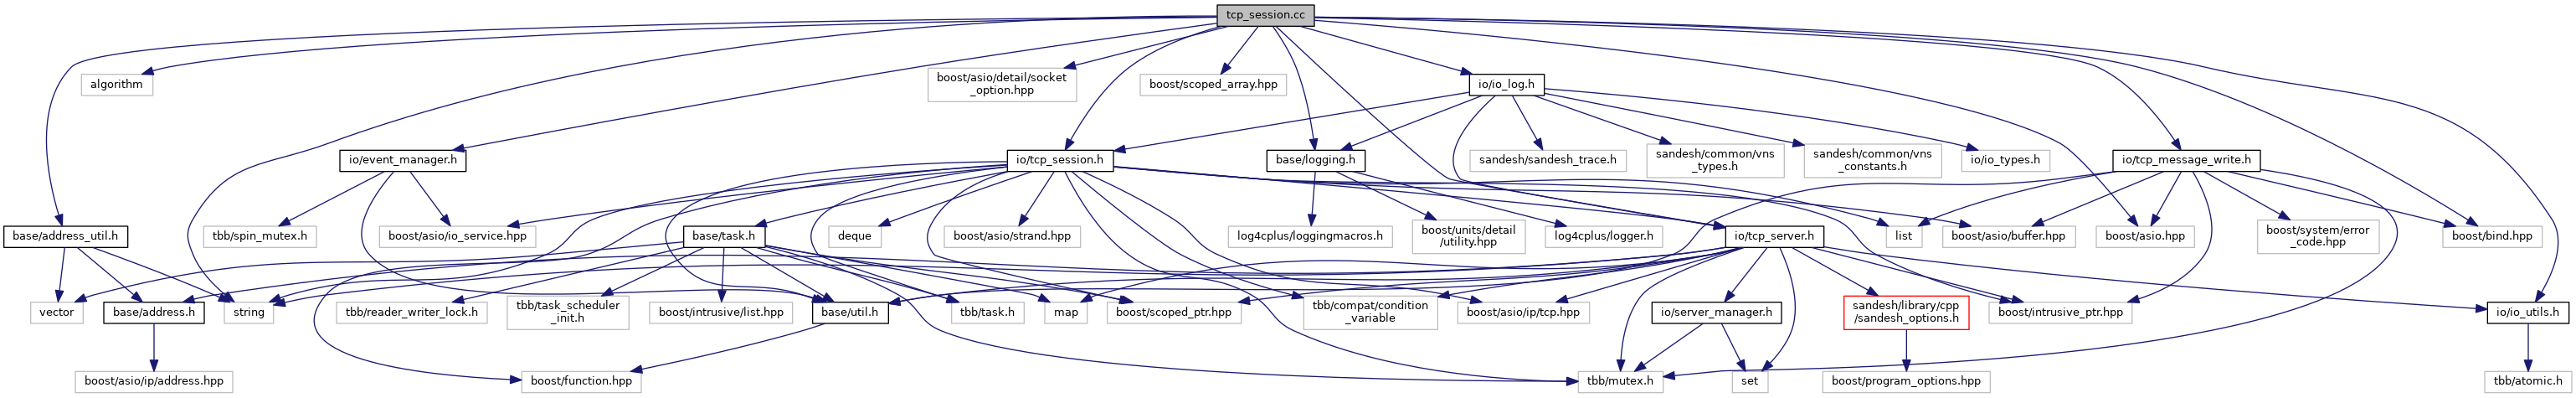 tcp_session.cc
algorithm
boost/asio/detail/socket
_option.hpp
boost/scoped_array.hpp
io/io_log.h
io/event_manager.h
io/tcp_session.h
base/logging.h
sandesh/sandesh_trace.h
sandesh/common/vns
_types.h
sandesh/common/vns
_constants.h
io/io_types.h
io/tcp_message_write.h
base/address_util.h
tbb/spin_mutex.h
boost/asio/io_service.hpp
base/task.h
deque
boost/asio/strand.hpp
log4cplus/loggingmacros.h
boost/units/detail
/utility.hpp
log4cplus/logger.h
io/tcp_server.h
list
boost/asio/buffer.hpp
boost/asio.hpp
boost/system/error
_code.hpp
boost/bind.hpp
vector
base/address.h
string
tbb/reader_writer_lock.h
tbb/task_scheduler
_init.h
boost/intrusive/list.hpp
base/util.h
tbb/task.h
map
boost/scoped_ptr.hpp
tbb/compat/condition
_variable
boost/asio/ip/tcp.hpp
io/server_manager.h
sandesh/library/cpp
/sandesh_options.h
boost/intrusive_ptr.hpp
io/io_utils.h
boost/asio/ip/address.hpp
boost/function.hpp
tbb/mutex.h
set
boost/program_options.hpp
tbb/atomic.h